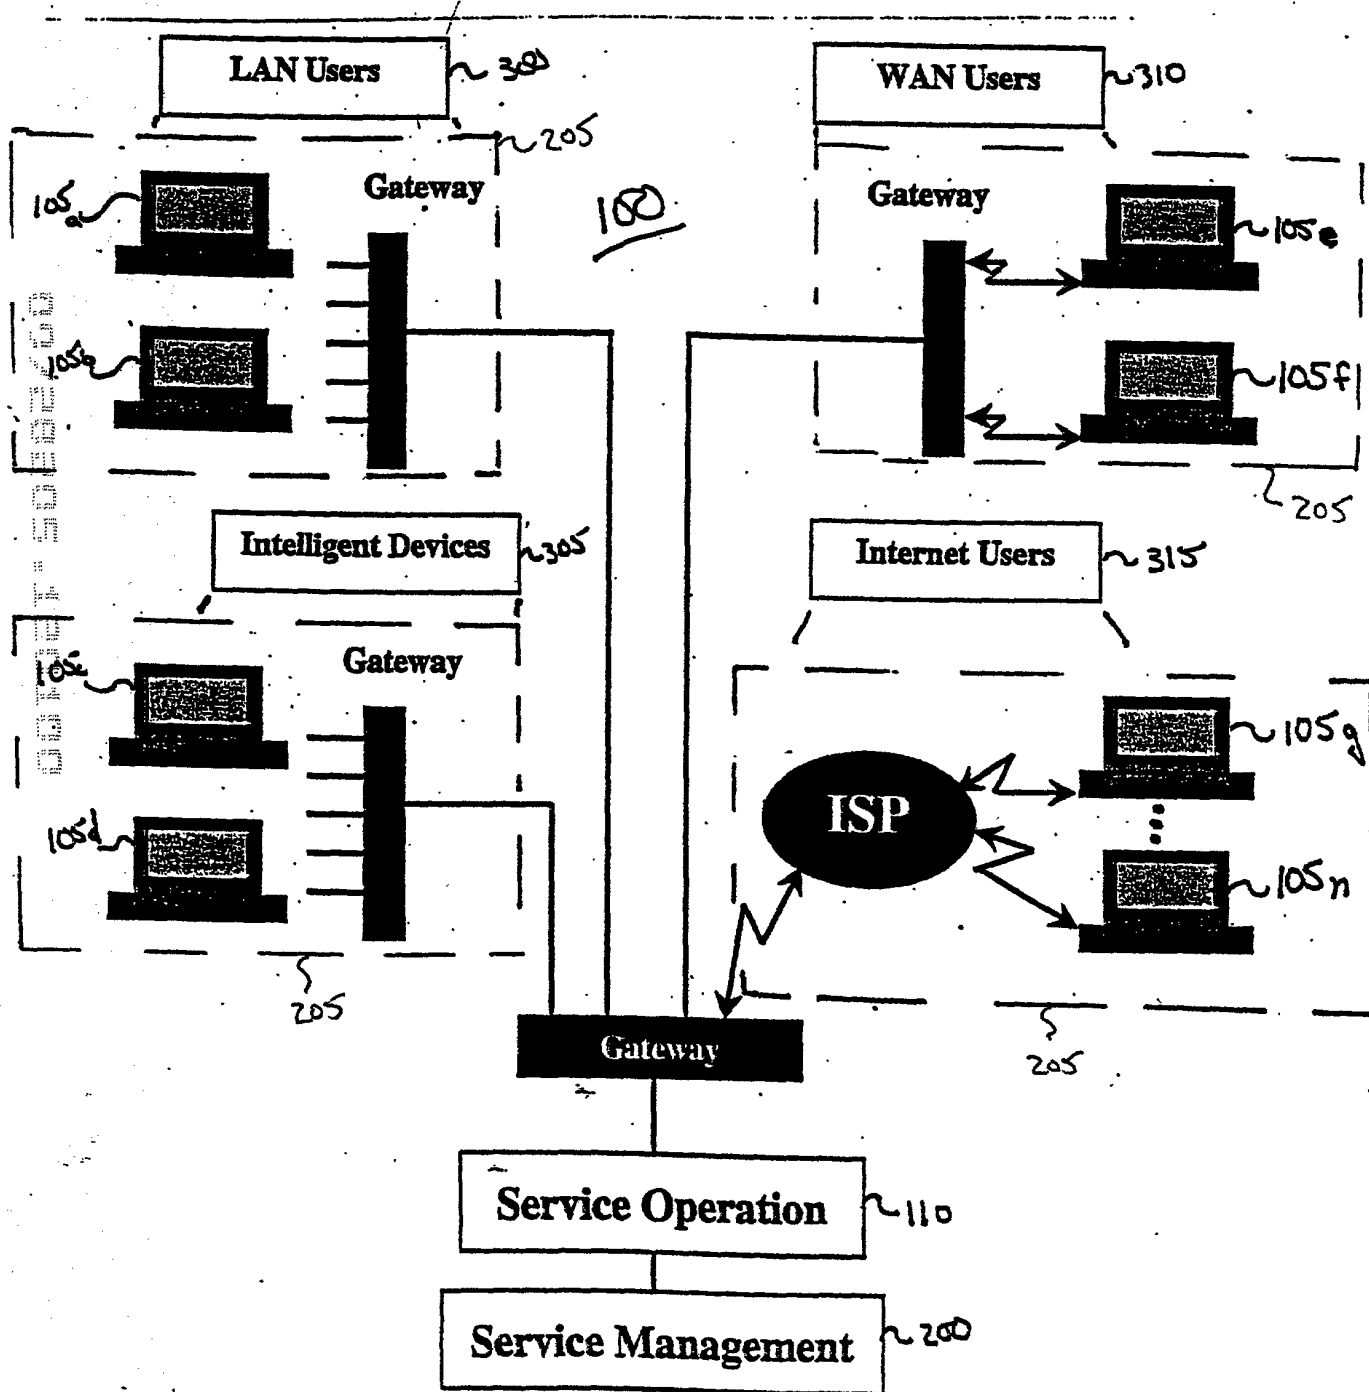 LAN Users
300
WAN Users
310
205
Gateway
105a
100
Gateway
105e
105b
105f
205
Intelligent Devices
305
Internet Users
315
Gateway
105c
105g
ISP
105d
105n
205
205
Gateway
Service Operation
110
Service Management
200